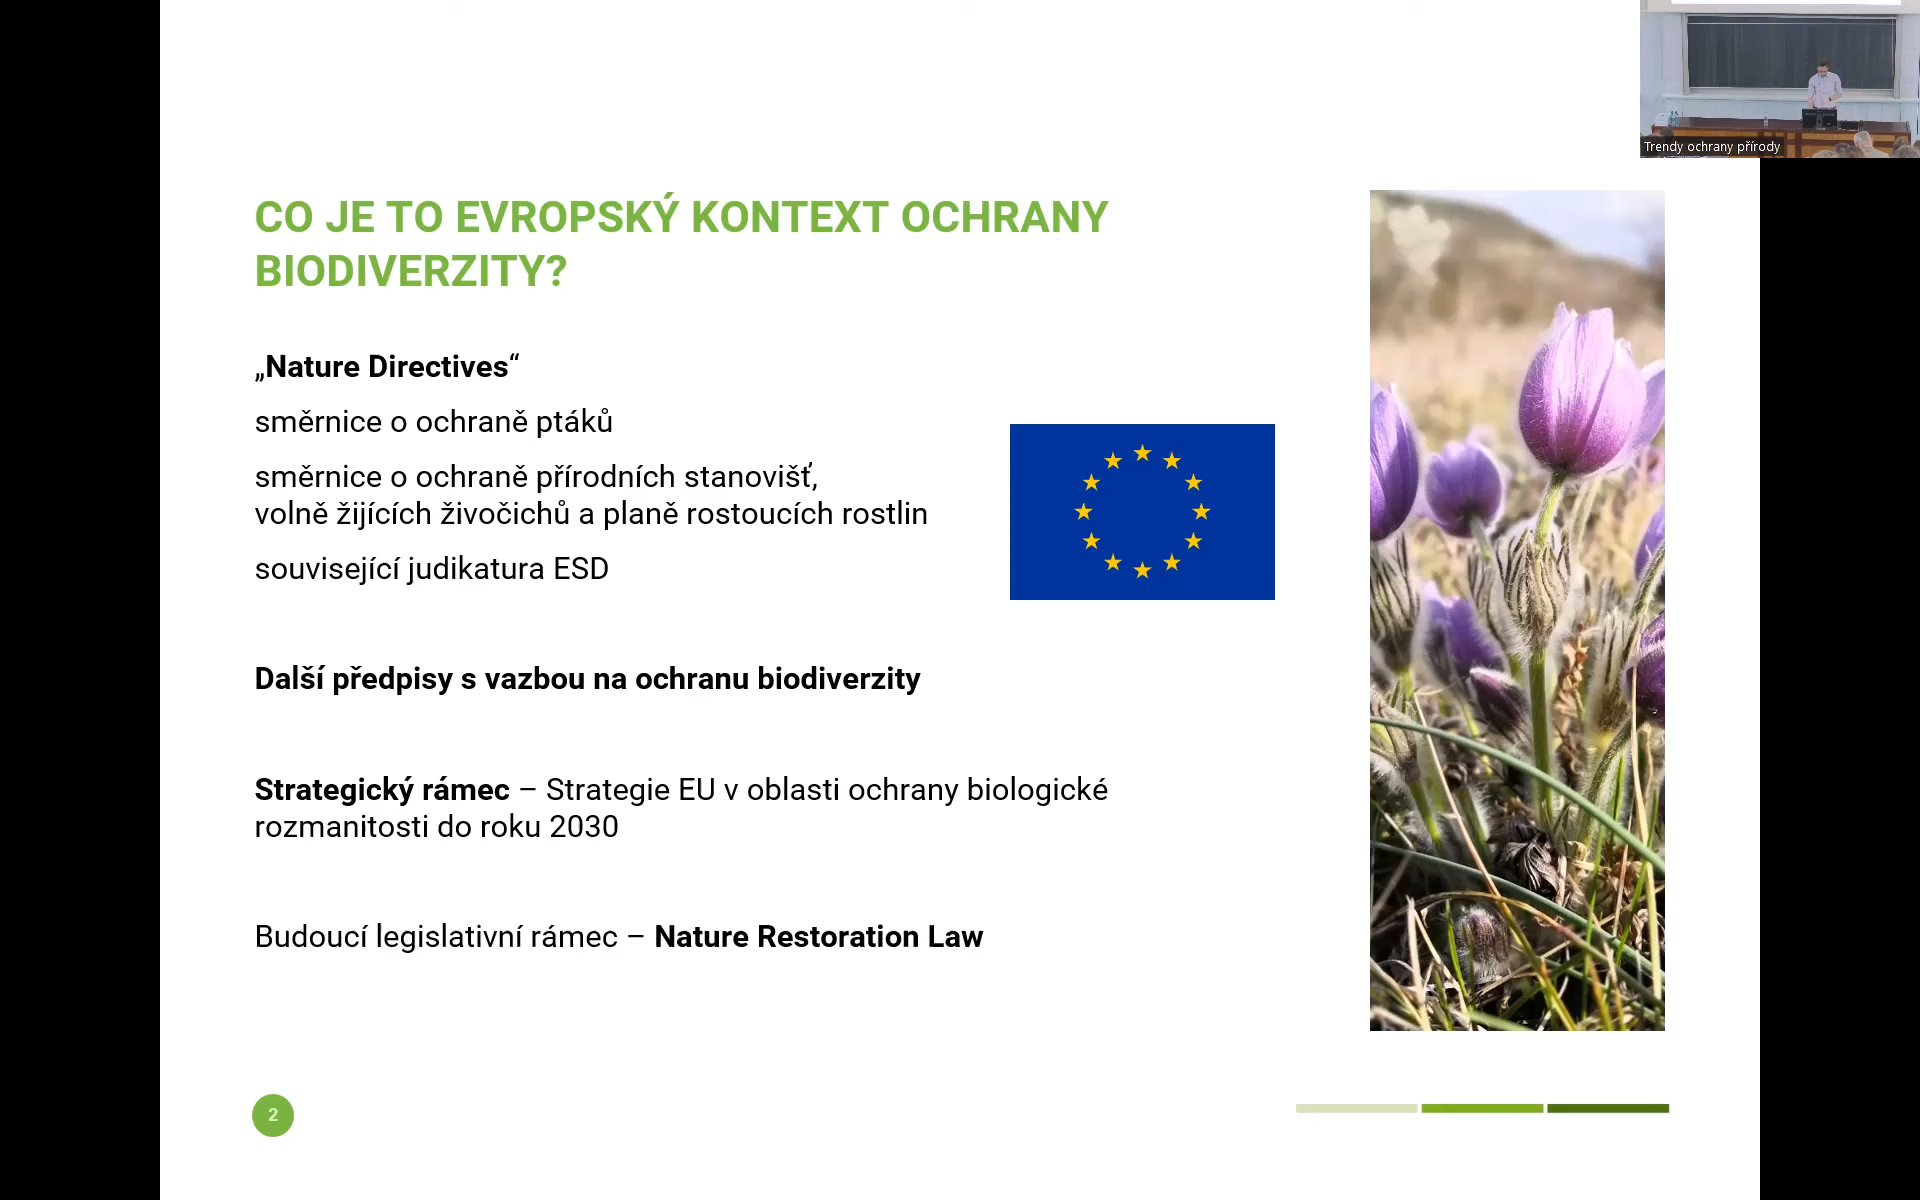 Trendy ochrany přírody
CO JE TO EVROPSKÝ KONTEXT OCHRANY
BIODIVERZITY?
„Nature Directives“
směrnice o ochraně ptáků
směrnice o ochraně přírodních stanovišť,
volně žijících živočichů a planě rostoucích rostlin
související judikatura ESD
Další předpisy s vazbou na ochranu biodiverzity
Strategický rámec – Strategie EU v oblasti ochrany biologické
rozmanitosti do roku 2030
Budoucí legislativní rámec – Nature Restoration Law
2